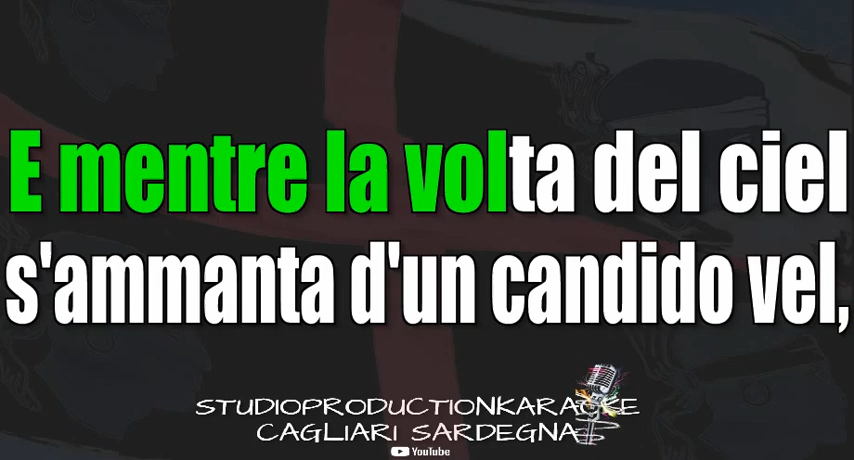 E mentre la volta del ciel
s'ammanta d'un candido vel,
STUDIOPRODUCTIONKARAOKE
CAGLIARI SARDEGNA
YouTube